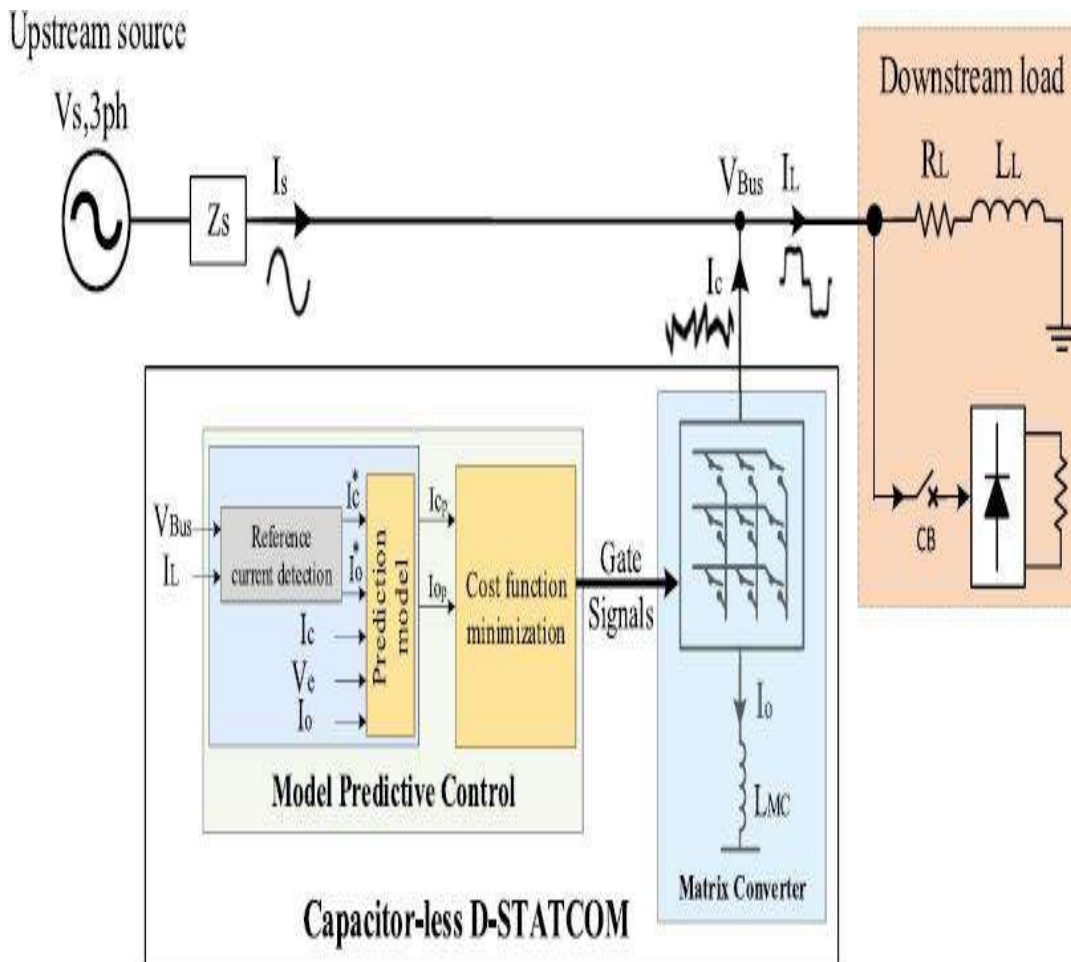 Upstream source
Vs,3ph
Zs
Is
VBus
IL
Ic
Downstream load
RL
LL
CB
VBus
IL
Reference
current detection
Ic*
Io*
Ic
Ve
Io
Prediction
model
Icp
Iop
Cost function
minimization
Model Predictive Control
Gate
Signals
Io
LMC
Matrix Converter
Capacitor-less D-STATCOM